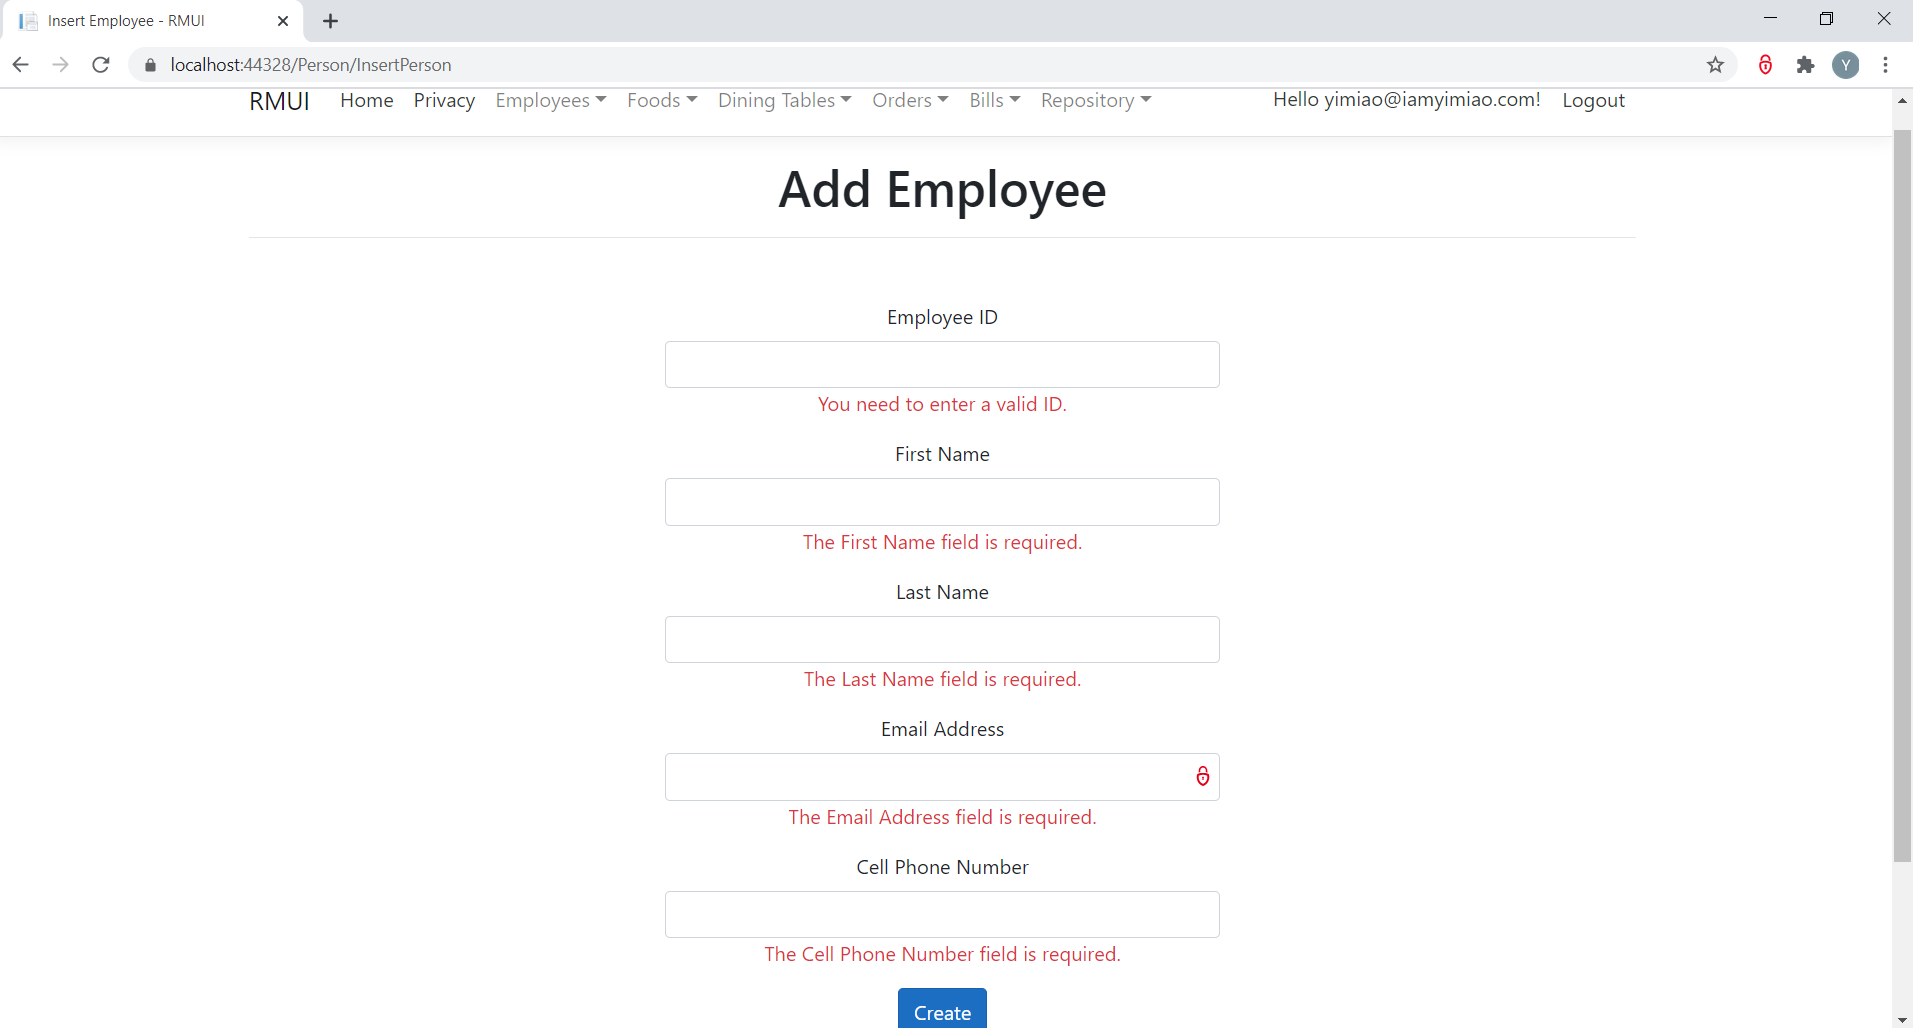 Insert Employee - RMUI
localhost:44328/Person/InsertPerson
Y
RMUI Home Privacy Employees Foods Dining Tables Orders Bills Repository Hello yimiao@iamyimiao.com! Logout
Add Employee
Employee ID
You need to enter a valid ID.
First Name
The First Name field is required.
Last Name
The Last Name field is required.
Email Address
The Email Address field is required.
Cell Phone Number
The Cell Phone Number field is required.
Create